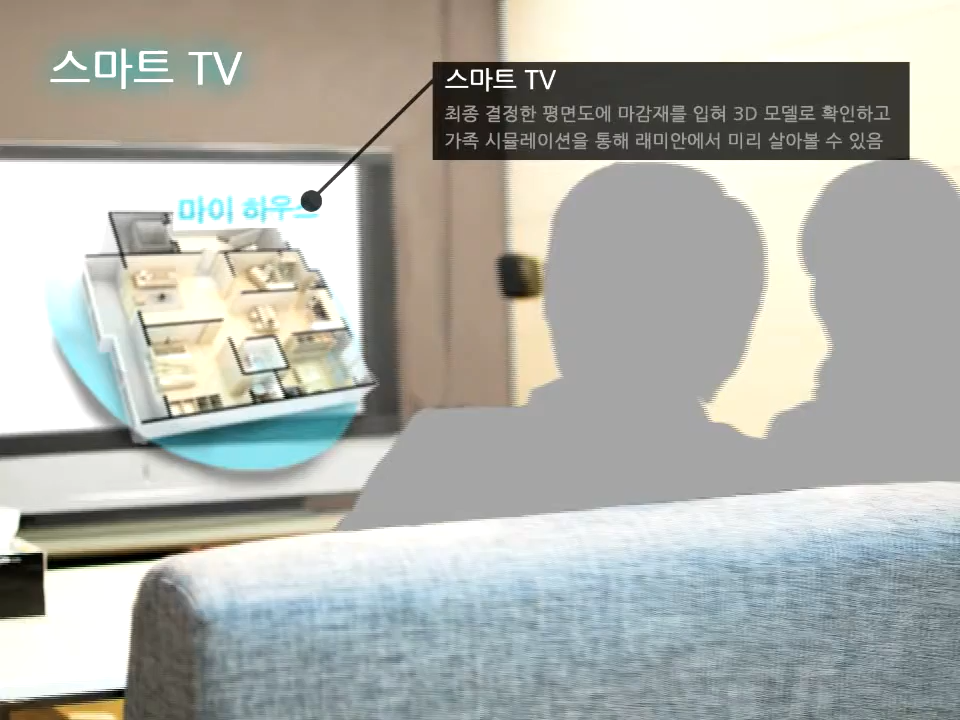 스마트 TV
스마트 TV
최종 결정한 평면도에 마감재를 입혀 3D 모델로 확인하고
가족 시뮬레이션을 통해 래미안에서 미리 살아볼 수 있음
마이 하우스